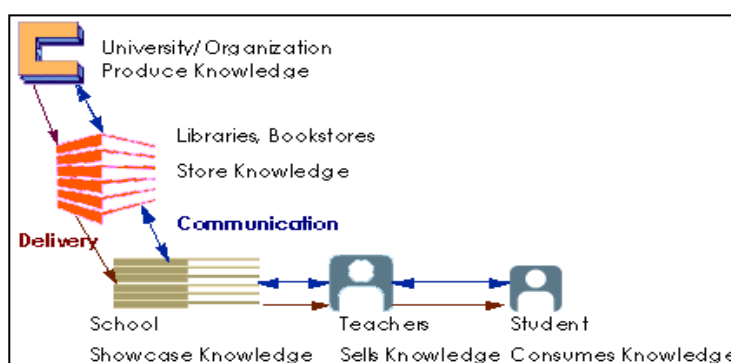 University/Organization
Produce Knowledge
Libraries, Bookstores
Store Knowledge
Communication
Delivery
School Teachers Student
Showcase Knowledge Sells Knowledge Consumes Knowledge